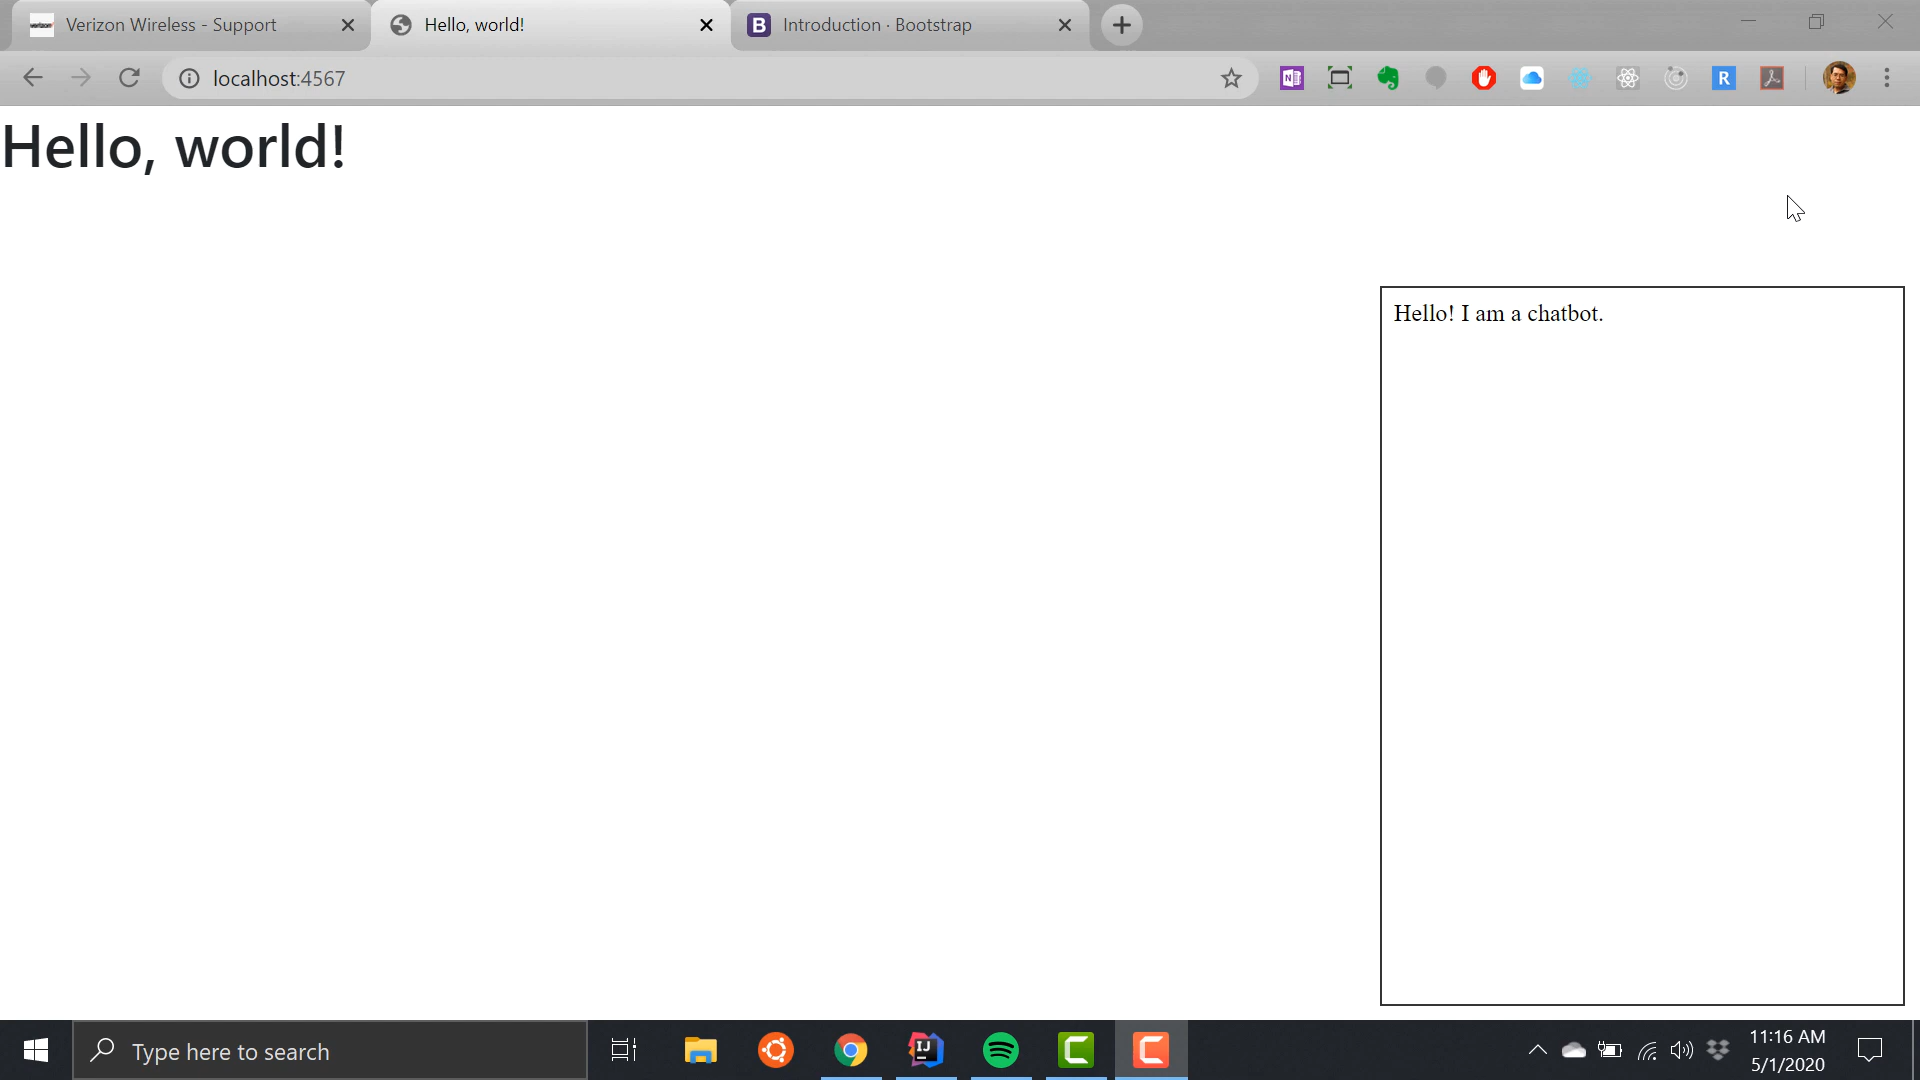 Verizon Wireless - Support
Hello, world!
B
Introduction · Bootstrap
localhost:4567
N
R
Hello, world!
Hello! I am a chatbot.
Type here to search
IJ
11:16 AM
5/1/2020